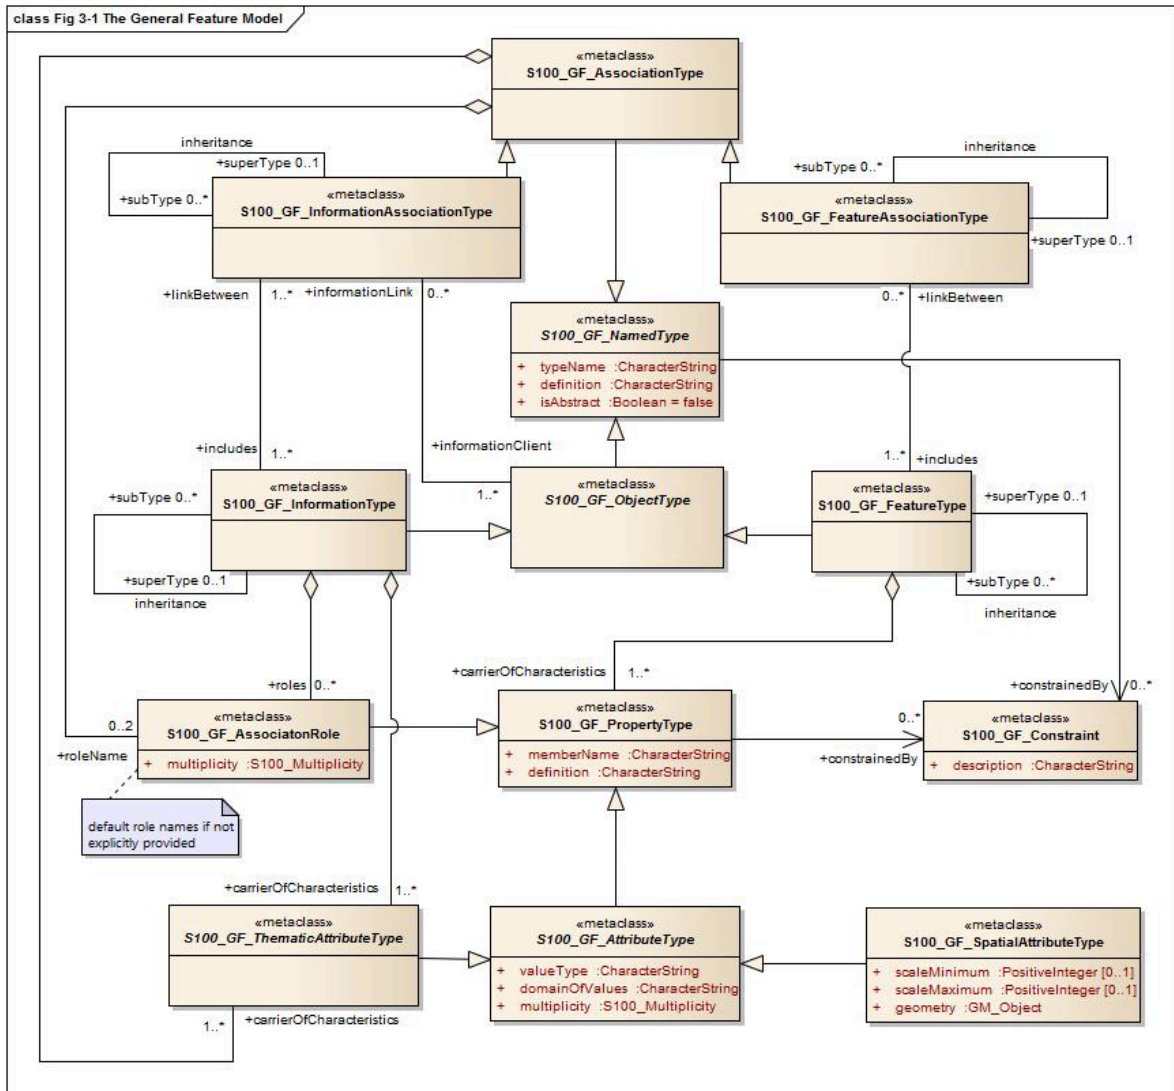 class Fig 3-1 The General Feature Model
«metaclass»
S100_GF_AssociationType
inheritance
+superType 0..1
+subType 0..*
«metaclass»
S100_GF_InformationAssociationType
inheritance
+subType 0..*
«metaclass»
S100_GF_FeatureAssociationType
+superType 0..1
+linkBetween
1..*
+informationLink
0..*
0..*
+linkBetween
«metaclass»
S100_GF_NamedType
+ typeName :CharacterString
+ definition :CharacterString
+ isAbstract :Boolean = false
+includes
1..*
+informationClient
1..*
1..*
+includes
+subType 0..*
«metaclass»
S100_GF_InformationType
+superType 0..1
inheritance
«metaclass»
S100_GF_ObjectType
«metaclass»
S100_GF_FeatureType
+superType 0..1
+subType 0..*
inheritance
+carrierOfCharacteristics
1..*
+roles
0..*
+constrainedBy
0..*
0..2
+roleName
«metaclass»
S100_GF_AssociatonRole
+ multiplicity :S100_Multiplicity
«metaclass»
S100_GF_PropertyType
+ memberName :CharacterString
+ definition :CharacterString
0..*
+constrainedBy
«metaclass»
S100_GF_Constraint
+ description :CharacterString
default role names if not
explicitly provided
+carrierOfCharacteristics
1..*
«metaclass»
S100_GF_ThematicAttributeType
«metaclass»
S100_GF_AttributeType
+ valueType :CharacterString
+ domainOfValues :CharacterString
+ multiplicity :S100_Multiplicity
«metaclass»
S100_GF_SpatialAttributeType
+ scaleMinimum :PositiveInteger [0..1]
+ scaleMaximum :PositiveInteger [0..1]
+ geometry :GM_Object
1..*
+carrierOfCharacteristics